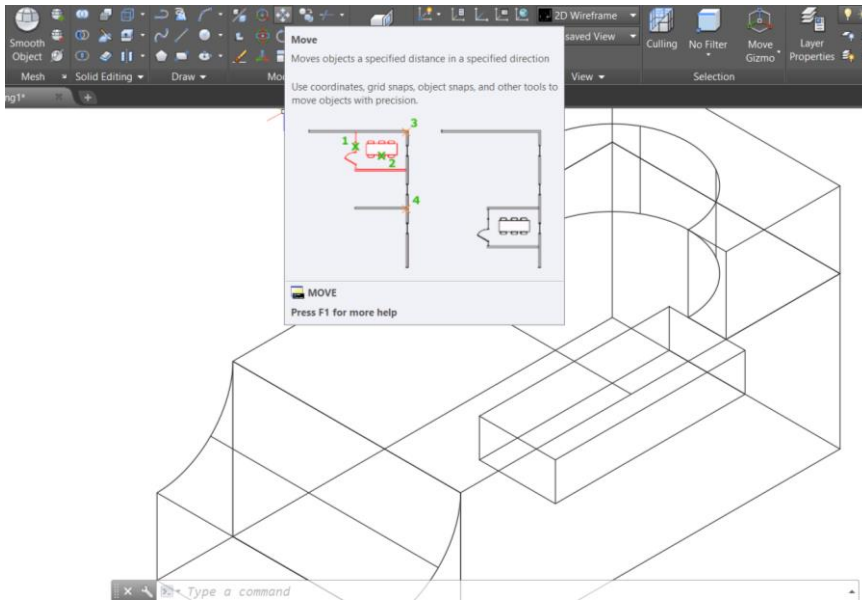 2D Wireframe
Smooth
Object
saved View
Culling
No Filter
Move
Gizmo
Layer
Properties
Mesh
Solid Editing
Draw
View
Selection
ng1*
Move
Moves objects a specified distance in a specified direction
Use coordinates, grid snaps, object snaps, and other tools to
move objects with precision.
1
2
3
4
MOVE
Press F1 for more help
Type a command